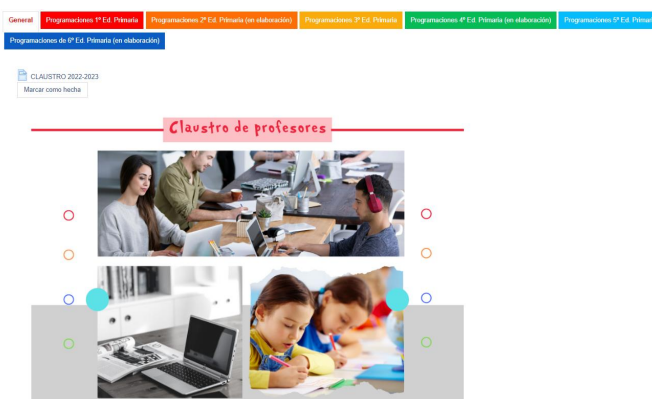 General Programaciones 1º Ed. Primaria Programaciones 2º Ed. Primaria (en elaboración) Programaciones 3º Ed. Primaria Programaciones 4º Ed. Primaria (en elaboración) Programaciones 5º Ed.
Programaciones de 6º Ed. Primaria (en elaboración)
CLAUSTRO 2022-2023
Marcar como hecha
Claustro de profesores